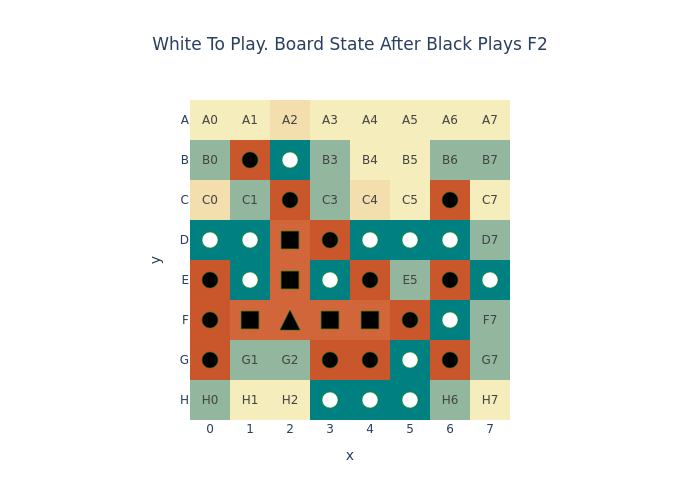 White To Play. Board State After Black Plays F2
A A0 A1 A2 A3 A4 A5 A6 A7
B B0 B3 B4 B5 B6 B7
C C0 C1 C3 C4 C5 C7
D D7
y
E E5
F F7
G G1 G2 G7
H H0 H1 H2 H6 H7
0 1 2 3 4 5 6 7
x